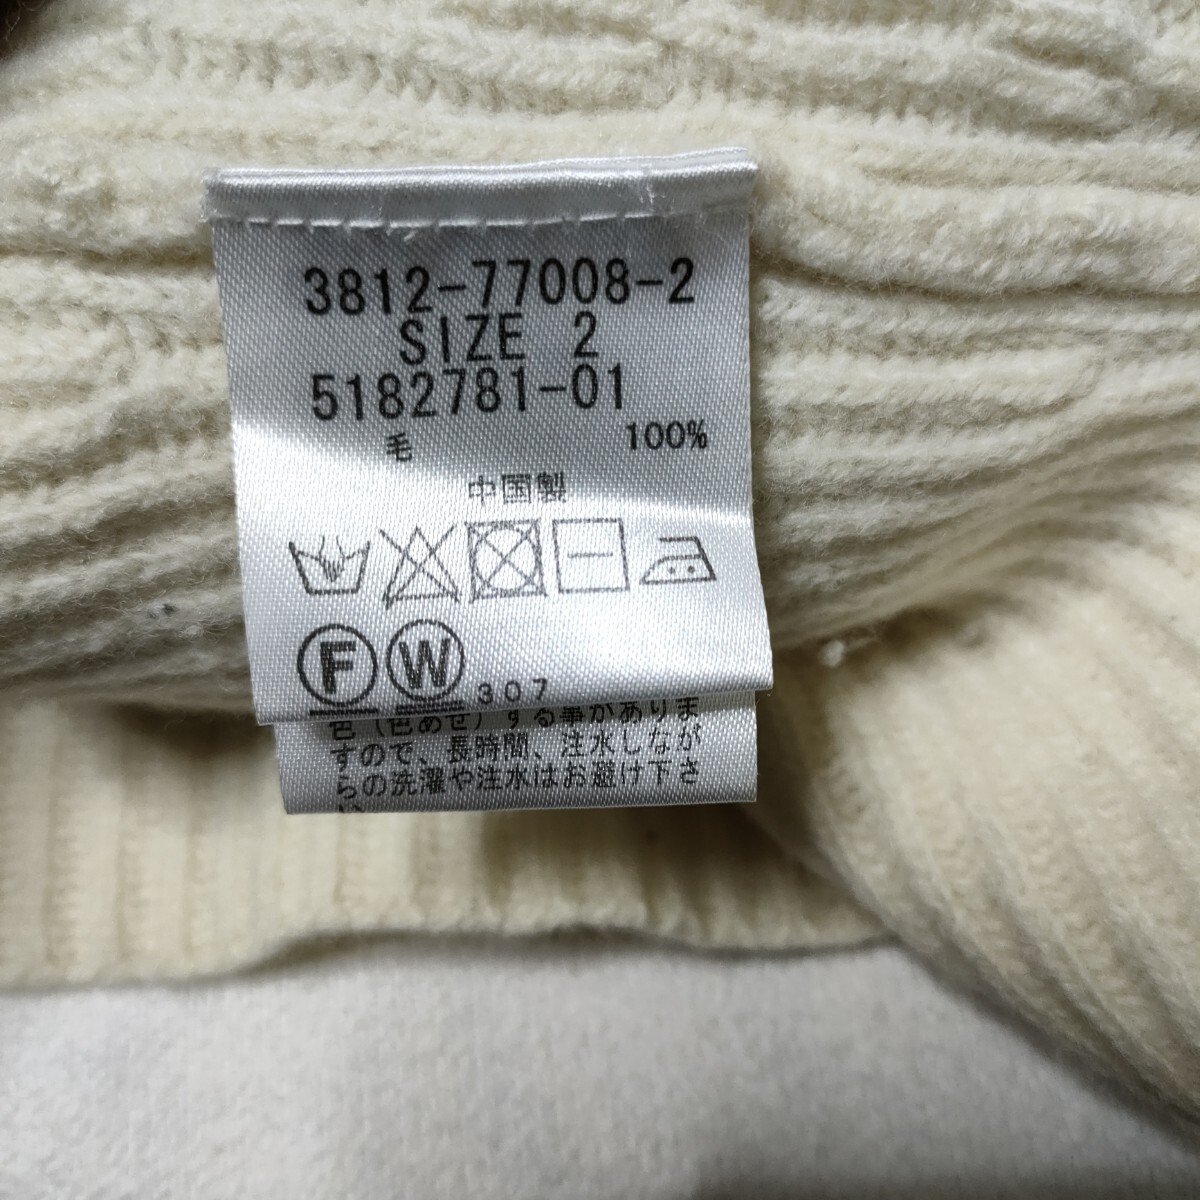 3812-77008-2
SIZE 2
5182781-01
毛 100%
中国製
F W 307
色（色あせ）する事がありま
すので、長時間、注水しなが
らの洗濯や注水はお避け下さ
い